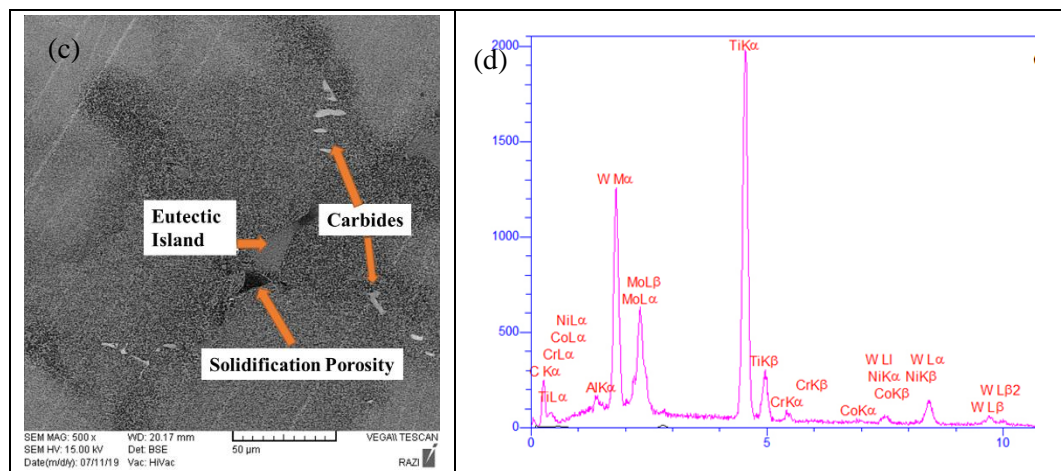 (c)
Eutectic
Island
Carbides
Solidification Porosity
SEM MAG: 500 x
WD: 20.17 mm
VEGA\\ TESCAN
SEM HV: 15.00 kV
Det: BSE
50 µm
Date(m/d/y): 07/11/19
Vac: HiVac
RAZI
(d)
2000
1500
1000
500
0
5
10
TiKα
W Mα
MoLβ
MoLα
NiLα
CoLα
CrLα
C Kα
TiLα
AlKα
TiKβ
CrKα
CrKβ
CoKα
W Ll
NiKα
CoKβ
W Lα
NiKβ
W Lβ2
W Lβ